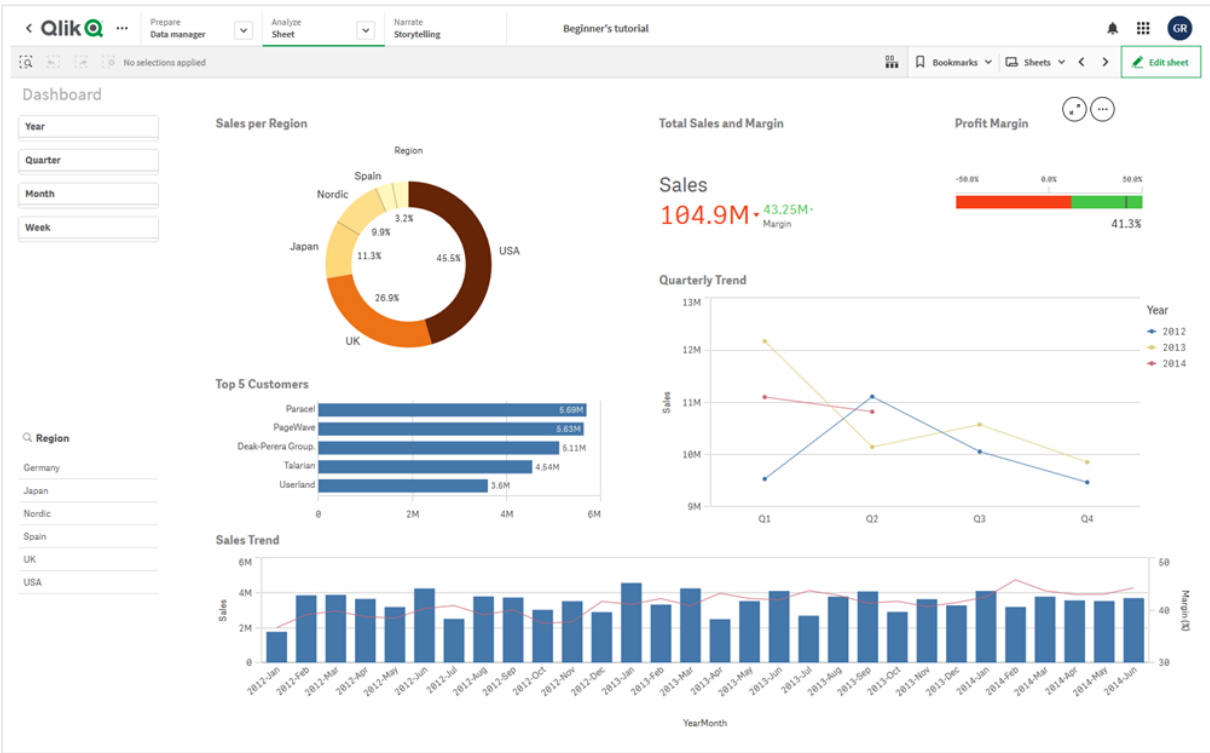 Qlik
Prepare
Data manager
Analyze
Sheet
Narrate
Storytelling
Beginner's tutorial
GR
No selections applied
Bookmarks
Sheets
Edit sheet
Dashboard
Year
Quarter
Month
Week
Region
Germany
Japan
Nordic
Spain
UK
USA
Sales per Region
Region
Spain
Nordic
Japan
UK
USA
3.2%
9.9%
11.3%
26.9%
45.5%
Total Sales and Margin
Sales
104.9M
43.25M
Margin
Profit Margin
-50.0% 0.0% 50.0%
41.3%
Top 5 Customers
Paracel 5.69M
PageWave 5.63M
Deak-Perera Group. 5.11M
Talarian 4.54M
Userland 3.6M
0 2M 4M 6M
Quarterly Trend
13M
12M
11M
10M
9M
Sales
Q1 Q2 Q3 Q4
Year
2012
2013
2014
Sales Trend
6M
4M
2M
0
Sales
50
40
30
Margin (%)
2012-Jan
2012-Feb
2012-Mar
2012-Apr
2012-May
2012-Jun
2012-Jul
2012-Aug
2012-Sep
2012-Oct
2012-Nov
2012-Dec
2013-Jan
2013-Feb
2013-Mar
2013-Apr
2013-May
2013-Jun
2013-Jul
2013-Aug
2013-Sep
2013-Oct
2013-Nov
2013-Dec
2014-Jan
2014-Feb
2014-Mar
2014-Apr
2014-May
2014-Jun
YearMonth